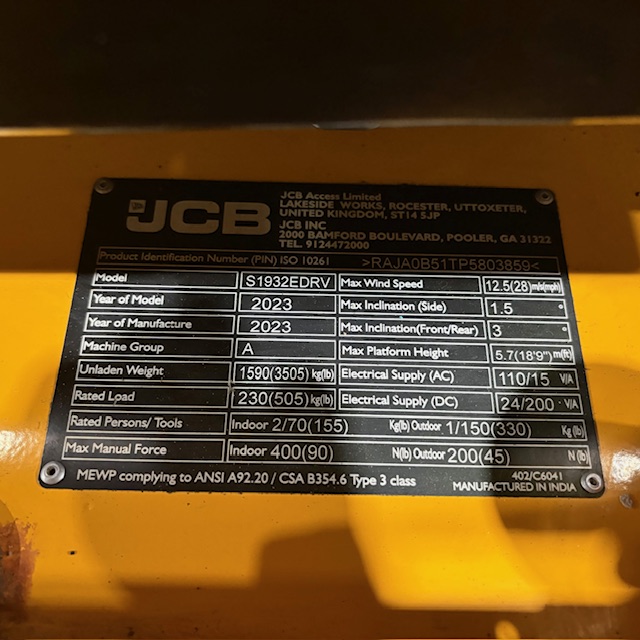 JCB
JCB Access Limited
LAKESIDE WORKS, ROCESTER, UTTOXETER,
UNITED KINGDOM, ST14 5JP
JCB INC
2000 BAMFORD BOULEVARD, POOLER, GA 31322
TEL. 9124472000
Product Identification Number (PIN) ISO 10261 >RAJA0B51TP5803859<
Model S1932EDRV Max Wind Speed 12.5(28) m/s(mph)
Year of Model 2023 Max Inclination (Side) 1.5 °
Year of Manufacture 2023 Max Inclination(Front/Rear) 3 °
Machine Group A Max Platform Height 5.7(18'9") m(ft)
Unladen Weight 1590(3505) kg(lb) Electrical Supply (AC) 110/15 V/A
Rated Load 230(505) kg(lb) Electrical Supply (DC) 24/200 V/A
Rated Persons/ Tools Indoor 2/70(155) Kg(lb) Outdoor 1/150(330) Kg (lb)
Max Manual Force Indoor 400(90) N(lb) Outdoor 200(45) N (lb)
MEWP complying to ANSI A92.20 / CSA B354.6 Type 3 class
402/C6041
MANUFACTURED IN INDIA